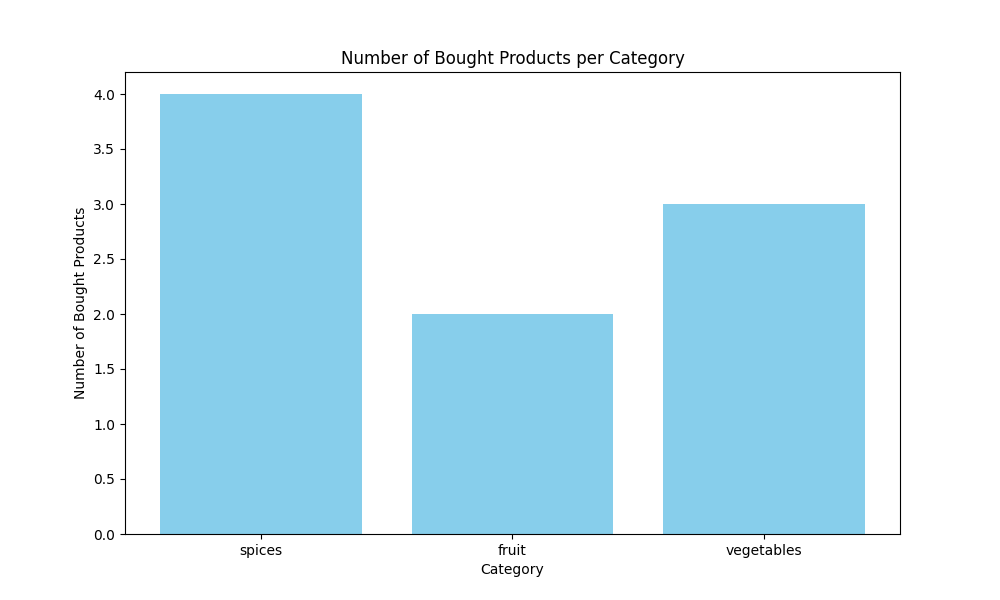 Number of Bought Products per Category
Number of Bought Products
4.0
3.5
3.0
2.5
2.0
1.5
1.0
0.5
0.0
spices fruit vegetables
Category